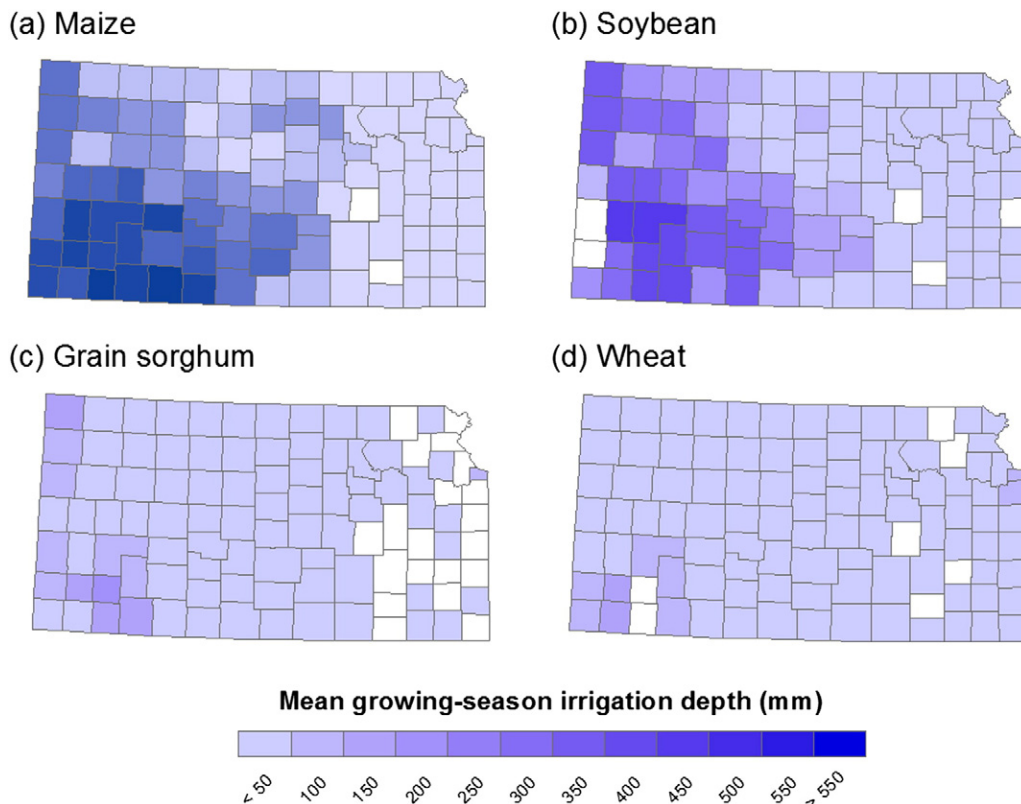 (a) Maize
(b) Soybean
(c) Grain sorghum
(d) Wheat
Mean growing-season irrigation depth (mm)
< 50 100 150 200 250 300 350 400 450 500 550 > 550